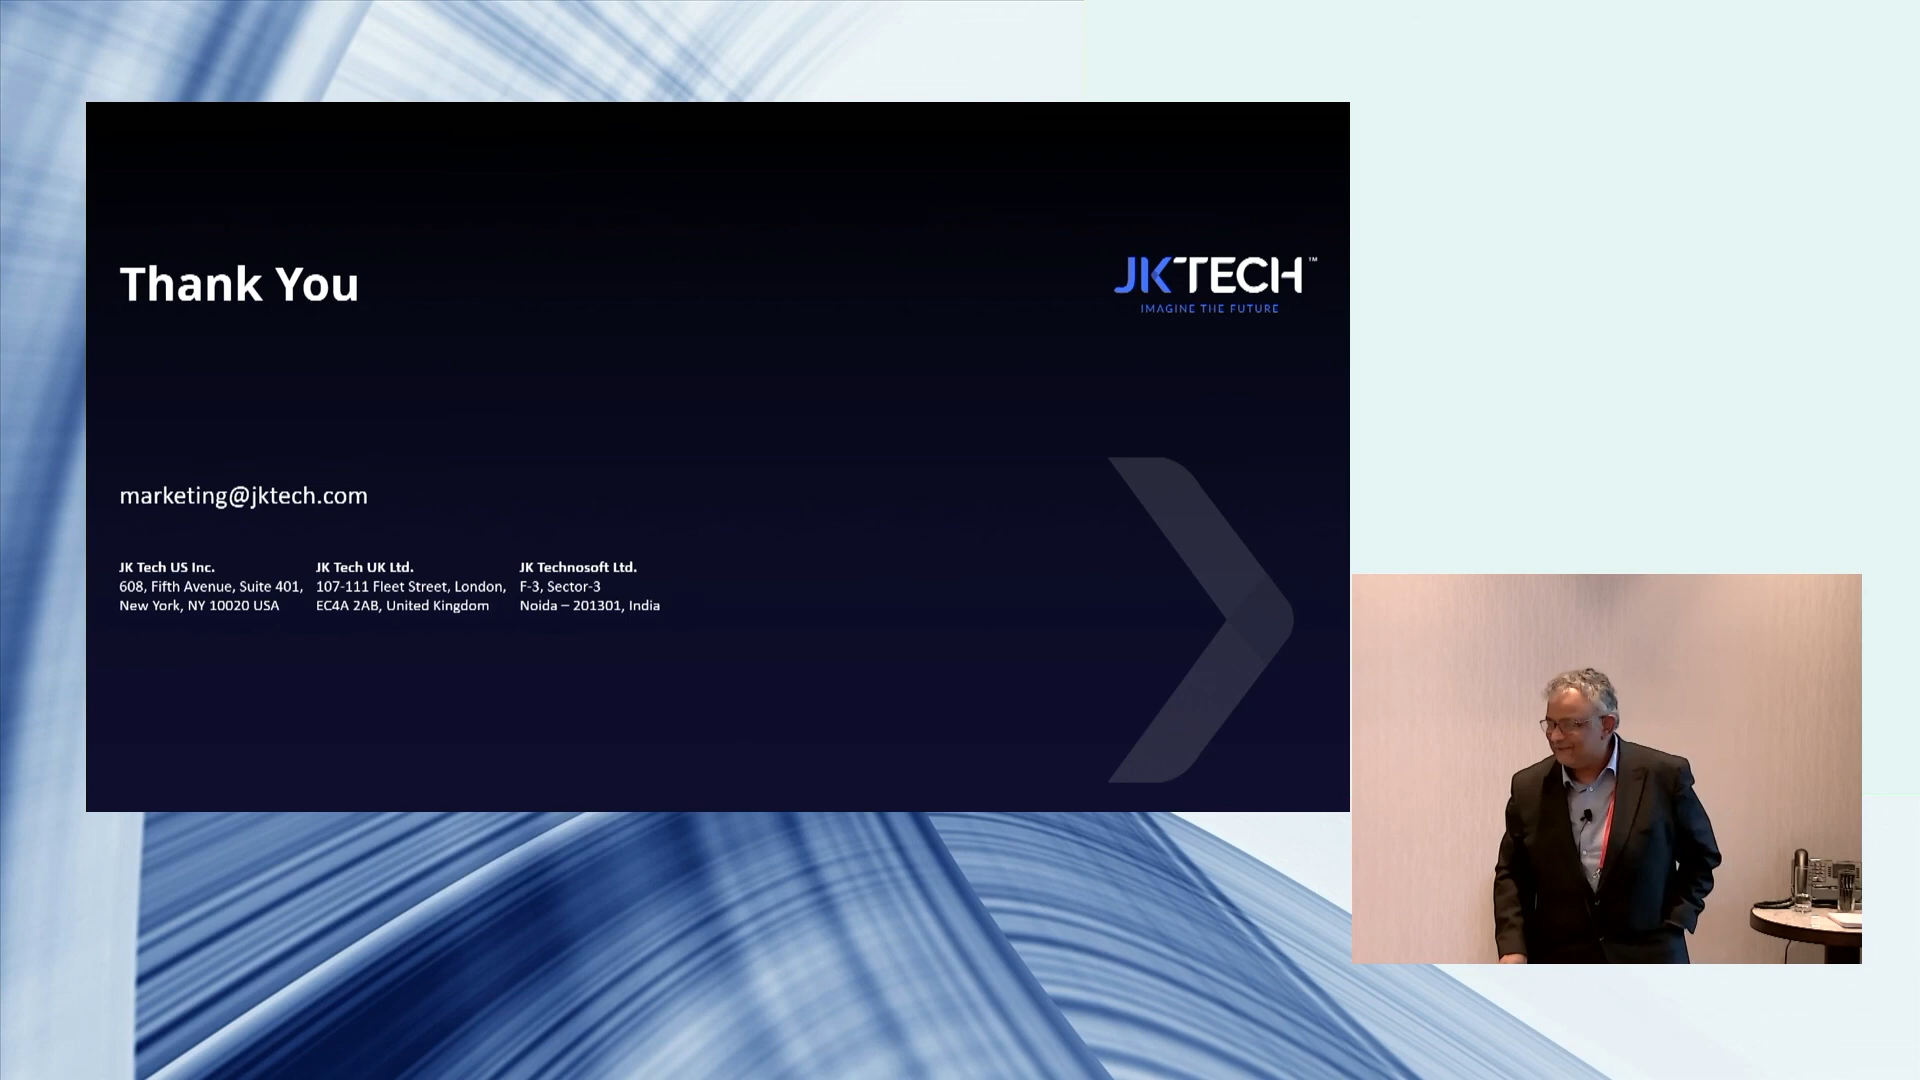 Thank You
JKTECH™
IMAGINE THE FUTURE
marketing@jktech.com
JK Tech US Inc.
608, Fifth Avenue, Suite 401,
New York, NY 10020 USA
JK Tech UK Ltd.
107-111 Fleet Street, London,
EC4A 2AB, United Kingdom
JK Technosoft Ltd.
F-3, Sector-3
Noida – 201301, India